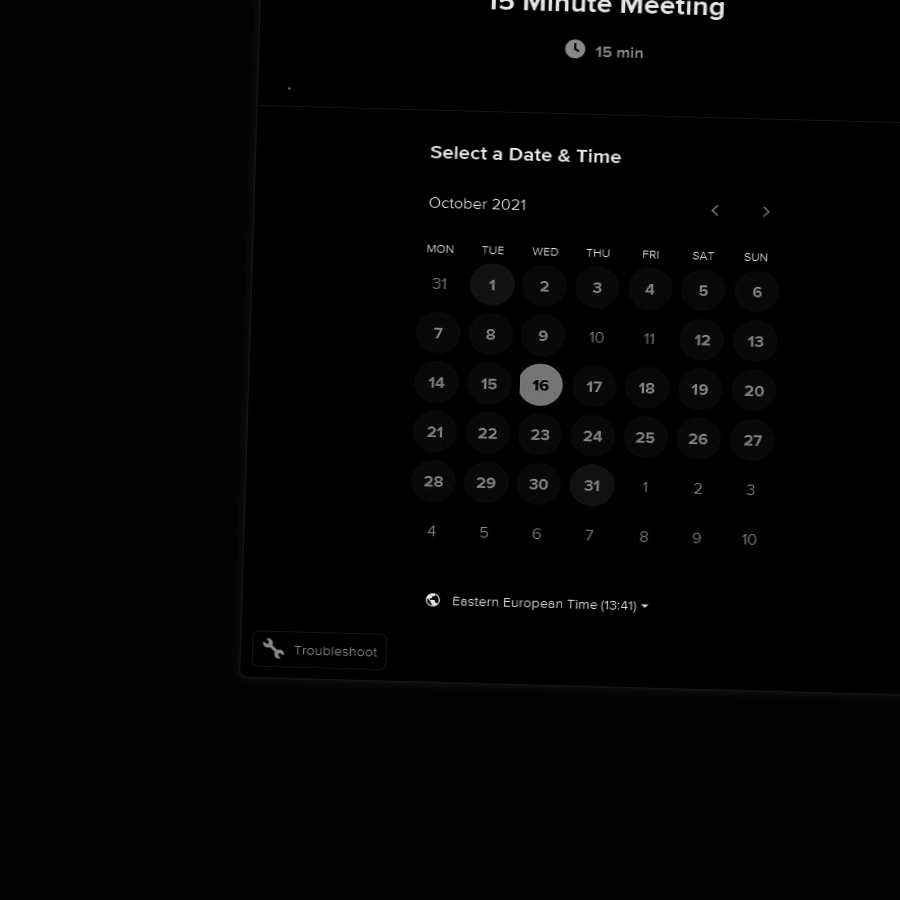 15 Minute Meeting
15 min
Select a Date & Time
October 2021
MON TUE WED THU FRI SAT SUN
31 1 2 3 4 5 6
7 8 9 10 11 12 13
14 15 16 17 18 19 20
21 22 23 24 25 26 27
28 29 30 31 1 2 3
4 5 6 7 8 9 10
Eastern European Time (13:41)
Troubleshoot